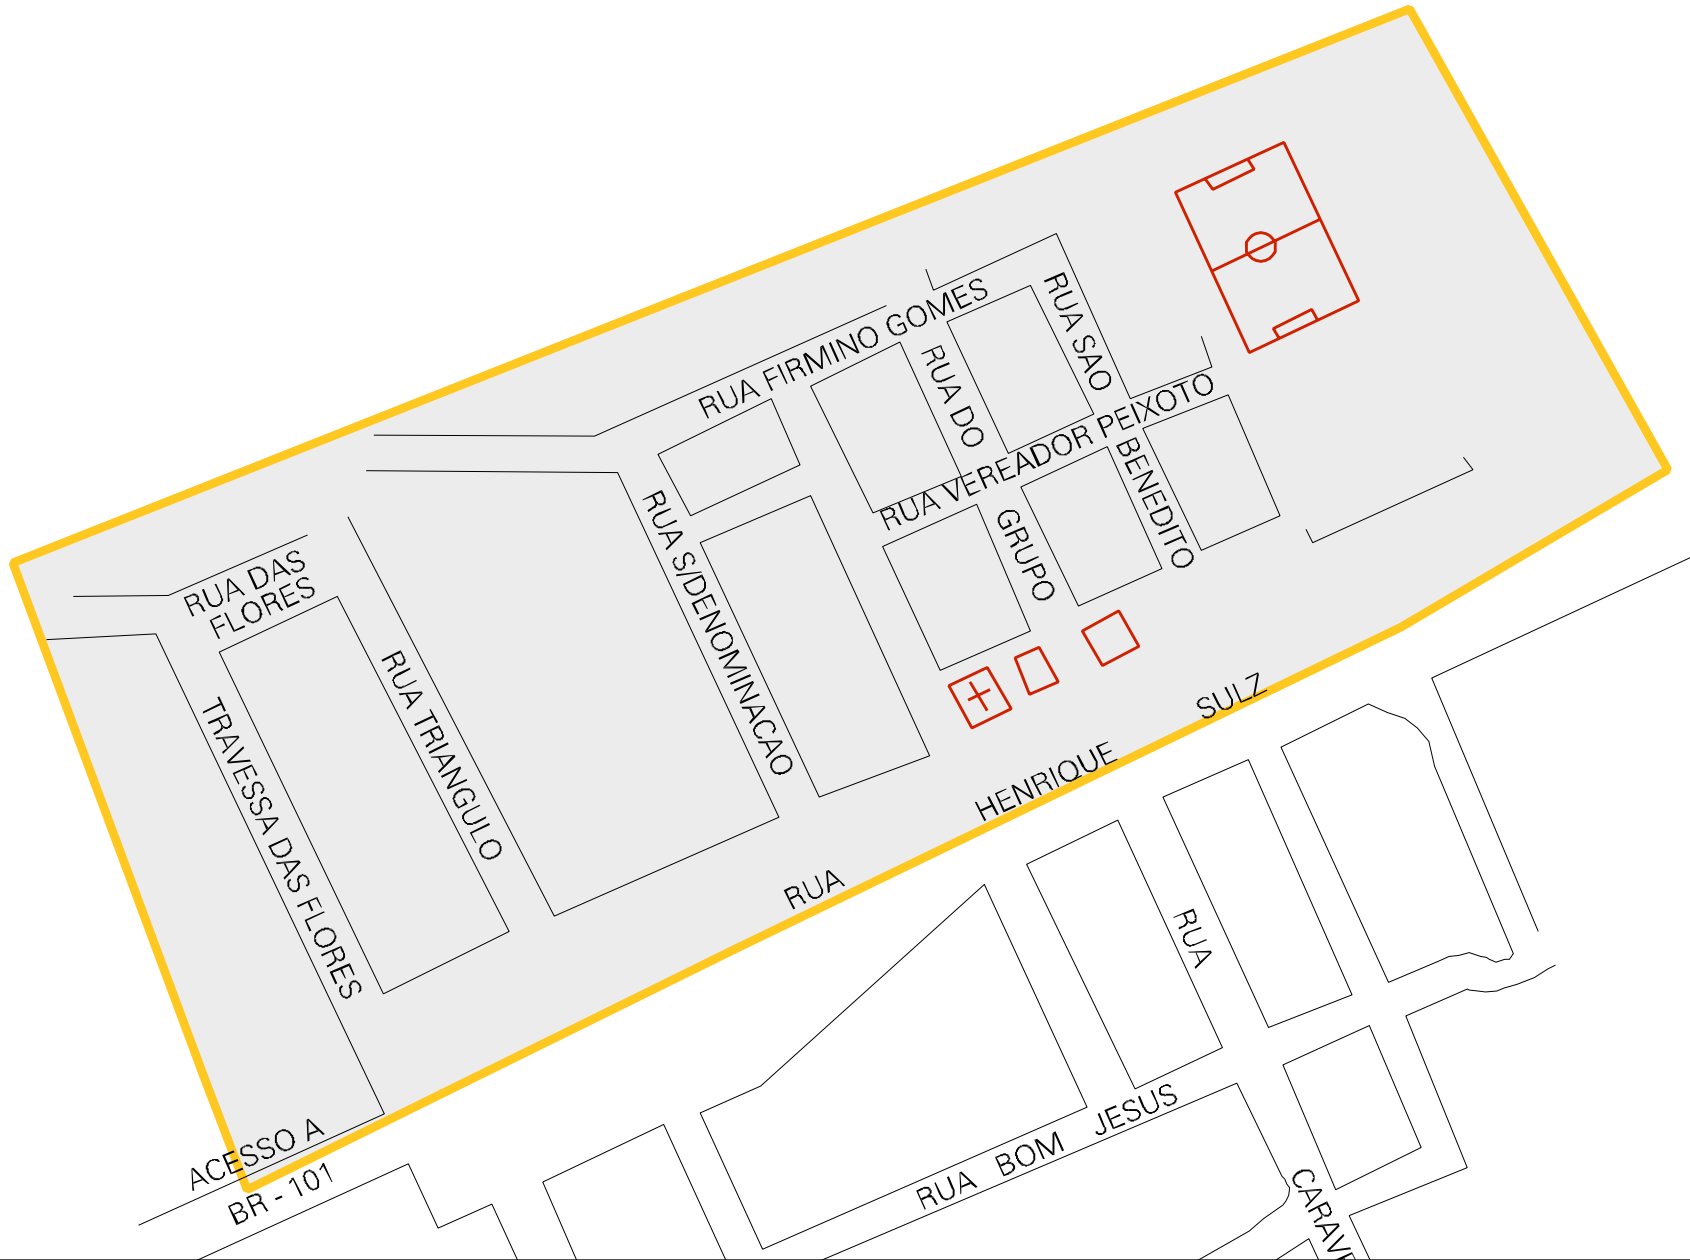 RUA FIRMINO GOMES
RUA SAO
BENEDITO
RUA DO
GRUPO
RUA VEREADOR PEIXOTO
RUA S/DENOMINACAO
RUA DAS
FLORES
RUA TRIANGULO
TRAVESSA DAS FLORES
RUA HENRIQUE SULZ
ACESSO A
BR - 101
RUA
RUA BOM JESUS